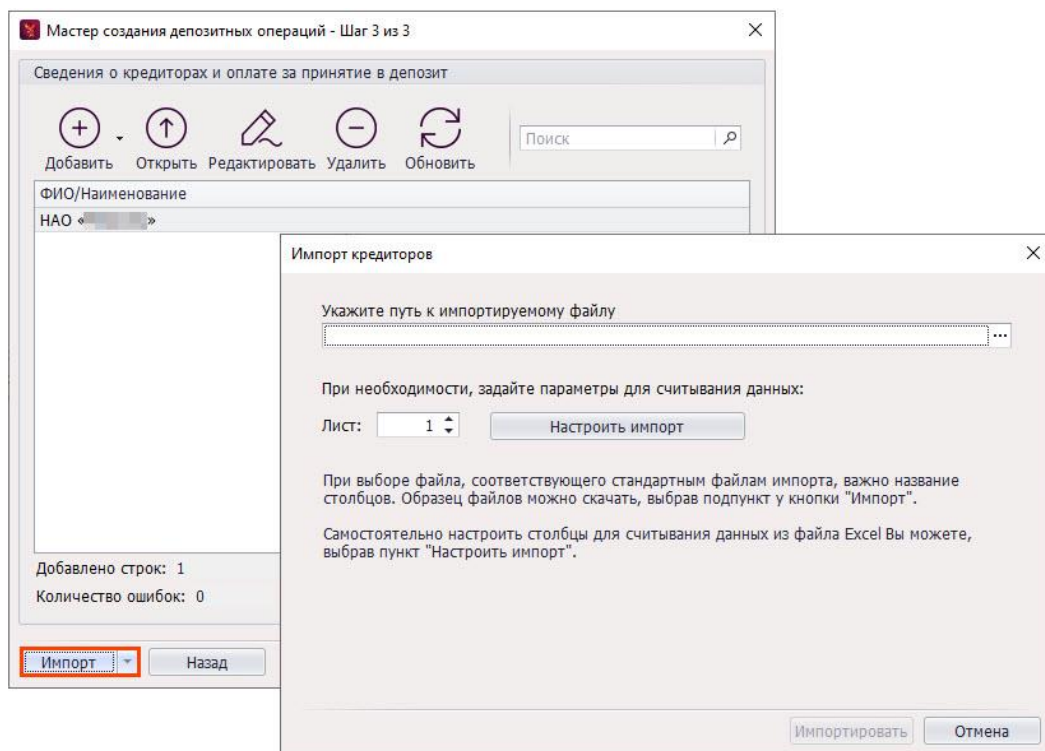 Мастер создания депозитных операций - Шаг 3 из 3
Сведения о кредиторах и оплате за принятие в депозит
Добавить Открыть Редактировать Удалить Обновить
Поиск
ФИО/Наименование
НАО « »
Импорт кредиторов
Укажите путь к импортируемому файлу
...
При необходимости, задайте параметры для считывания данных:
Лист: 1 Настроить импорт
При выборе файла, соответствующего стандартным файлам импорта, важно название
столбцов. Образец файлов можно скачать, выбрав подпункт у кнопки "Импорт".
Самостоятельно настроить столбцы для считывания данных из файла Excel Вы можете,
выбрав пункт "Настроить импорт".
Добавлено строк: 1
Количество ошибок: 0
Импорт Назад
Импортировать Отмена